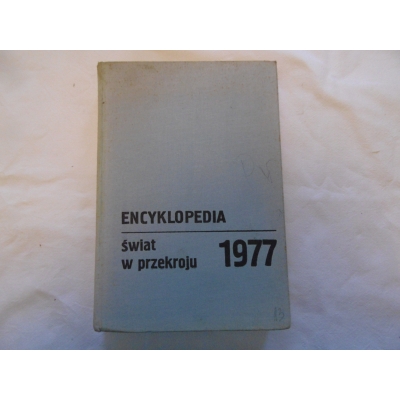 ENCYKLOPEDIA
świat
w przekroju 1977